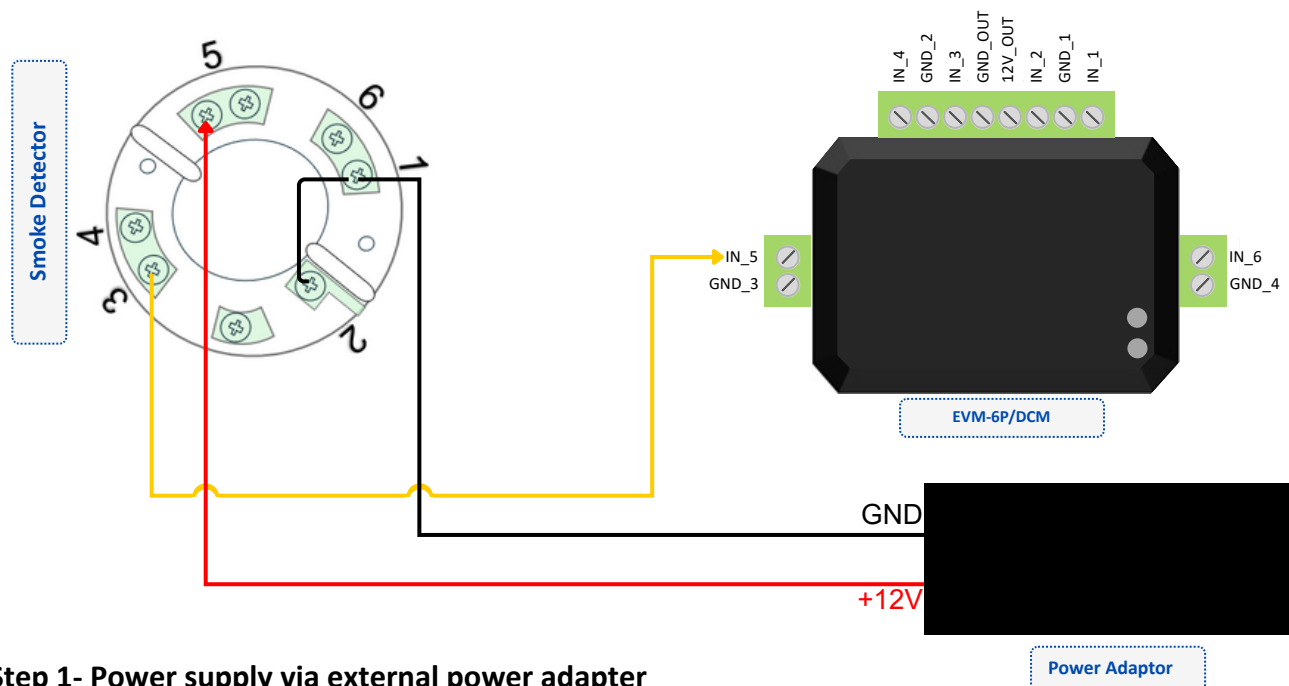 Smoke Detector
5
6
1
2
3
4
IN_4
GND_2
IN_3
GND_OUT
12V_OUT
IN_2
GND_1
IN_1
IN_5
GND_3
IN_6
GND_4
EVM-6P/DCM
GND
+12V
Power Adaptor
Step 1- Power supply via external power adapter